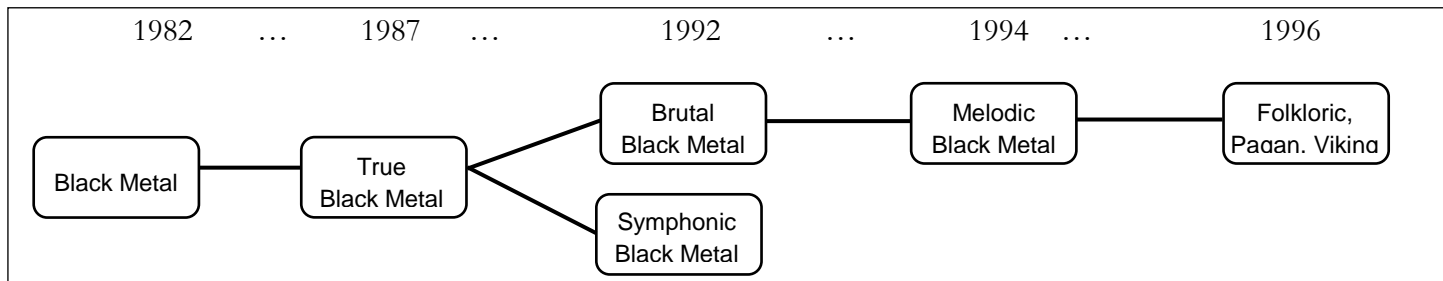 1982 ... 1987 ... 1992 ... 1994 ... 1996
Black Metal
True
Black Metal
Brutal
Black Metal
Symphonic
Black Metal
Melodic
Black Metal
Folkloric,
Pagan, Viking